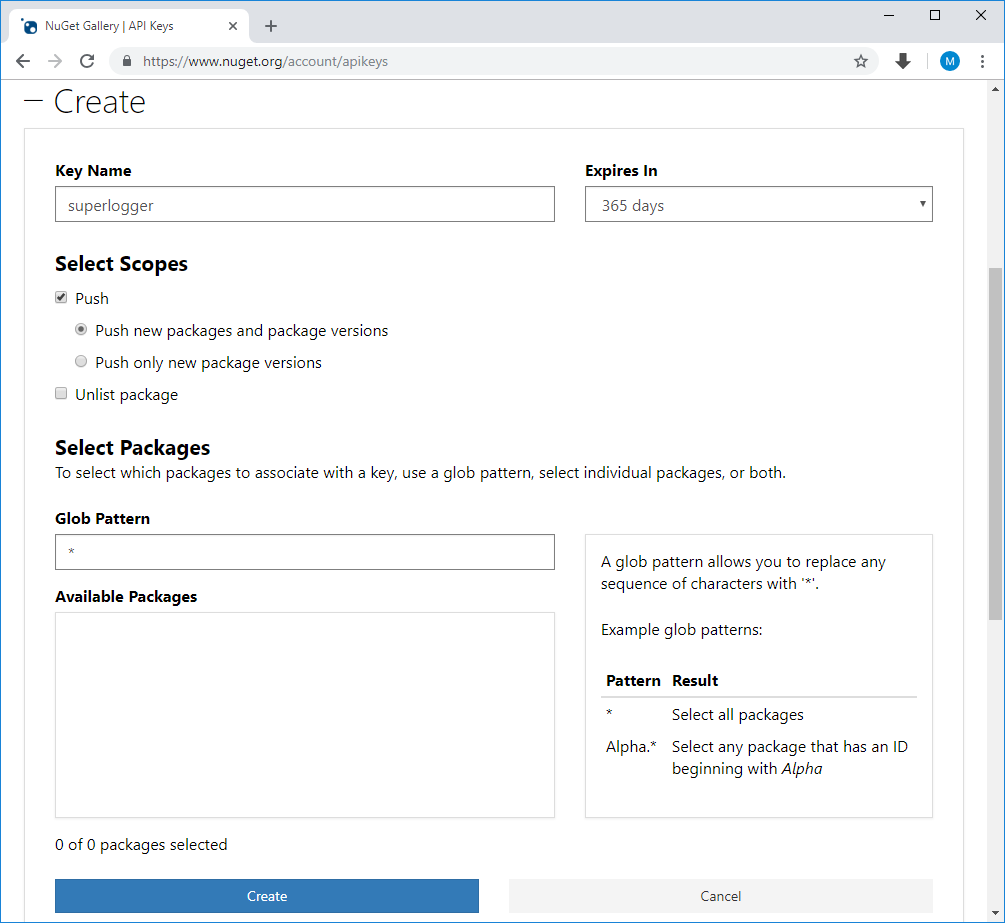 NuGet Gallery | API Keys
https://www.nuget.org/account/apikeys
M
Create
Key Name
Expires In
superlogger
365 days
Select Scopes
Push
Push new packages and package versions
Push only new package versions
Unlist package
Select Packages
To select which packages to associate with a key, use a glob pattern, select individual packages, or both.
Glob Pattern
*
Available Packages
A glob pattern allows you to replace any
sequence of characters with '*'.
Example glob patterns:
Pattern Result
* Select all packages
Alpha.* Select any package that has an ID
beginning with Alpha
0 of 0 packages selected
Create
Cancel